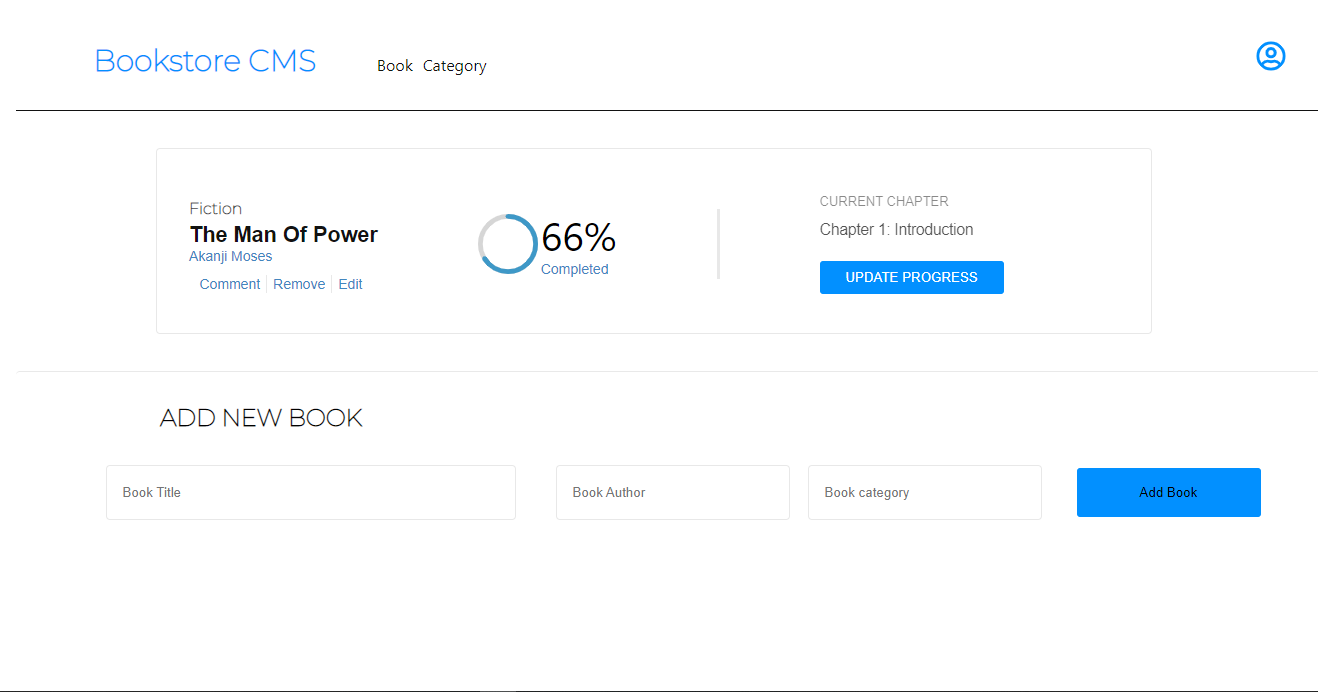 Bookstore CMS
Book Category
Fiction
The Man Of Power
Akanji Moses
Comment Remove Edit
66%
Completed
CURRENT CHAPTER
Chapter 1: Introduction
UPDATE PROGRESS
ADD NEW BOOK
Book Title
Book Author
Book category
Add Book